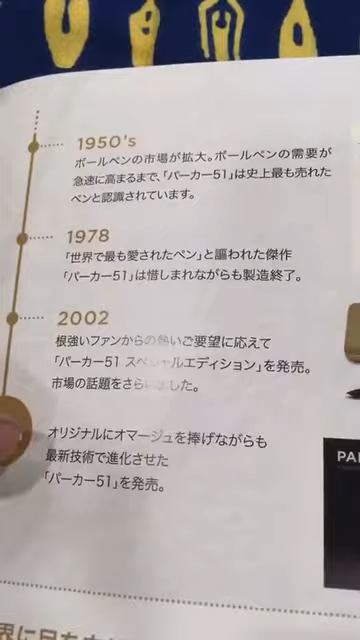 1950's
ボールペンの市場が拡大。ボールペンの需要が
急速に高まるまで、「パーカー51」は史上最も売れた
ペンと認識されています。
1978
「世界で最も愛されたペン」と謳われた傑作
「パーカー51」は惜しまれながらも製造終了。
2002
根強いファンからの熱いご要望に応えて
「パーカー51 スペシャルエディション」を発売。
市場の話題をさらいました。
オリジナルにオマージュを捧げながらも
最新技術で進化させた
「パーカー51」を発売。